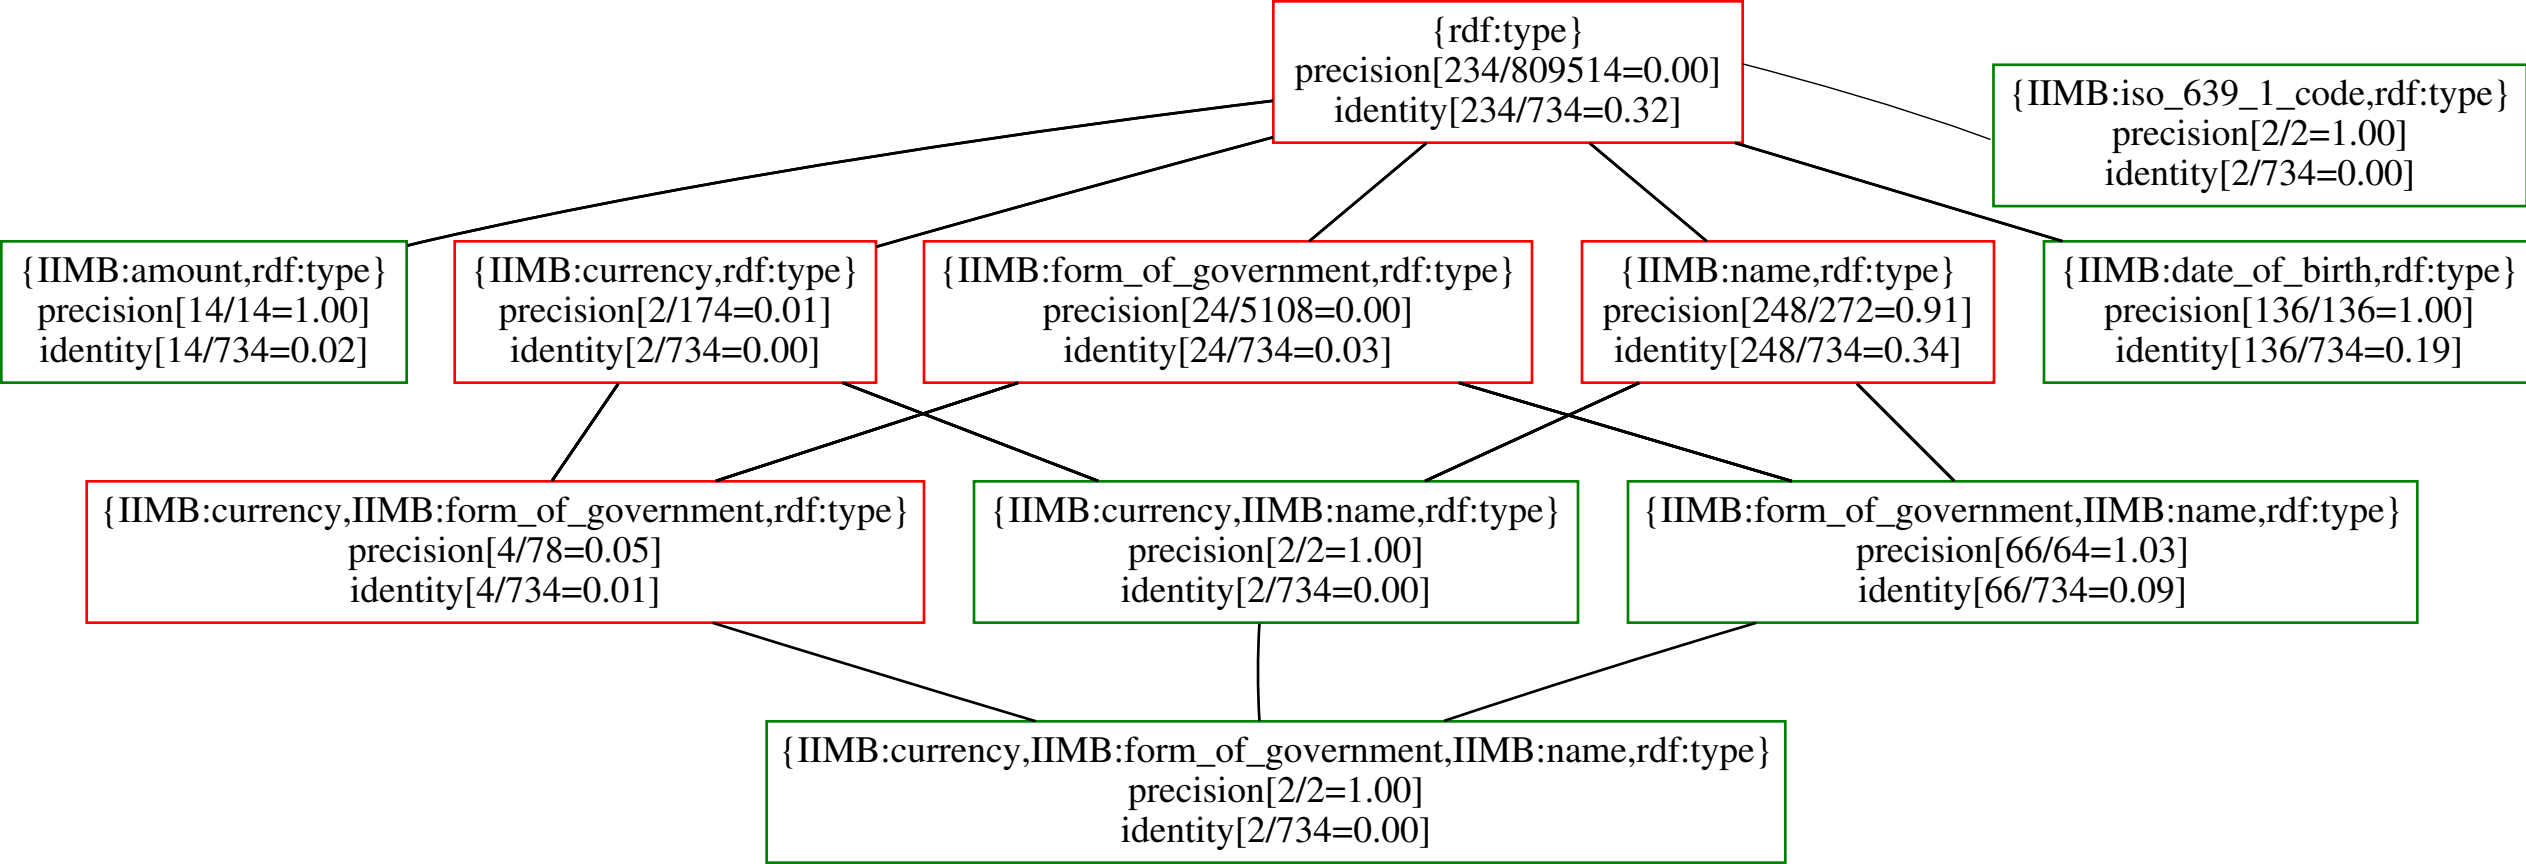 {rdf:type}
precision[234/809514=0.00]
identity[234/734=0.32]
{IIMB:iso_639_1_code,rdf:type}
precision[2/2=1.00]
identity[2/734=0.00]
{IIMB:amount,rdf:type}
precision[14/14=1.00]
identity[14/734=0.02]
{IIMB:currency,rdf:type}
precision[2/174=0.01]
identity[2/734=0.00]
{IIMB:form_of_government,rdf:type}
precision[24/5108=0.00]
identity[24/734=0.03]
{IIMB:name,rdf:type}
precision[248/272=0.91]
identity[248/734=0.34]
{IIMB:date_of_birth,rdf:type}
precision[136/136=1.00]
identity[136/734=0.19]
{IIMB:currency,IIMB:form_of_government,rdf:type}
precision[4/78=0.05]
identity[4/734=0.01]
{IIMB:currency,IIMB:name,rdf:type}
precision[2/2=1.00]
identity[2/734=0.00]
{IIMB:form_of_government,IIMB:name,rdf:type}
precision[66/64=1.03]
identity[66/734=0.09]
{IIMB:currency,IIMB:form_of_government,IIMB:name,rdf:type}
precision[2/2=1.00]
identity[2/734=0.00]